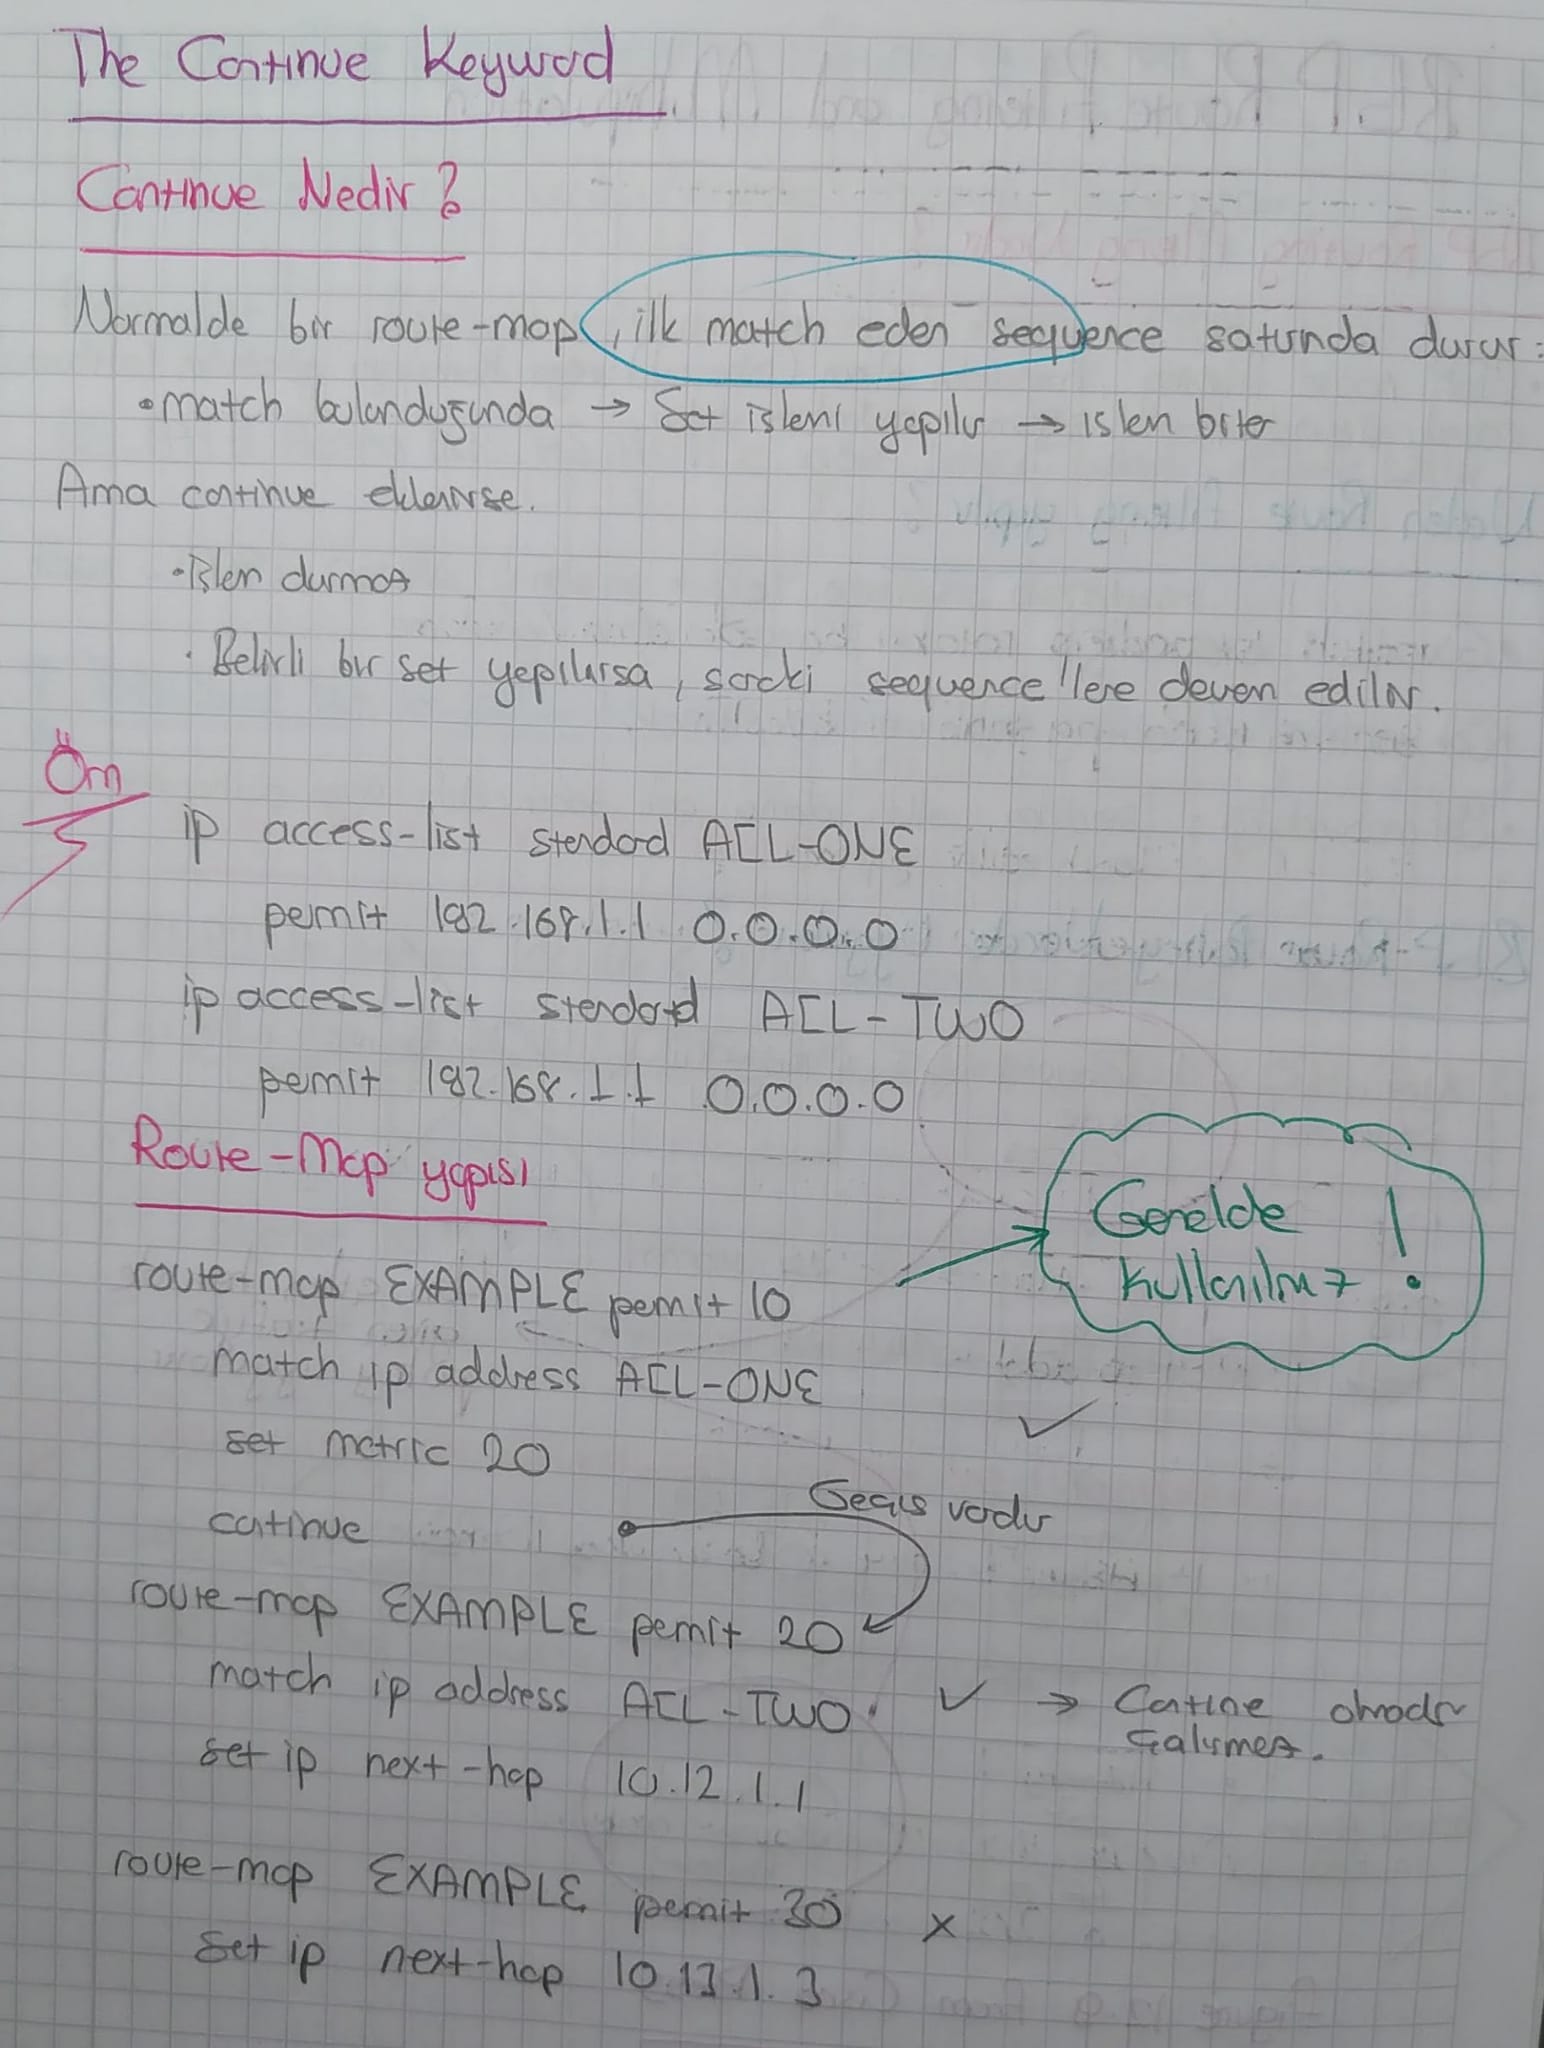 The Continue Keyword
Continue Nedir?
Normalde bir route-map, ilk match eden sequence satırında durur:
• match bulunduğunda → Set işlemi yapılır → işlem biter
Ama continue eklenirse.
• İşlem durmaz
• Belirli bir set yapılırsa, sonraki sequence'lere devam edilir.
Örn
ip access-list standard ACL-ONE
permit 192.168.1.1 0.0.0.0
ip access-list standard ACL-TWO
permit 192.168.1.1 0.0.0.0
Route-Map yapısı
Genelde !
kullanılmaz
route-map EXAMPLE permit 10
match ip address ACL-ONE ✓
set metric 20
continue
Geçiş vardır
route-map EXAMPLE permit 20
match ip address ACL-TWO ✓ → Continue olmadan
çalışmaz.
set ip next-hop 10.12.1.1
route-map EXAMPLE permit 30 X
set ip next-hop 10.13.1.3